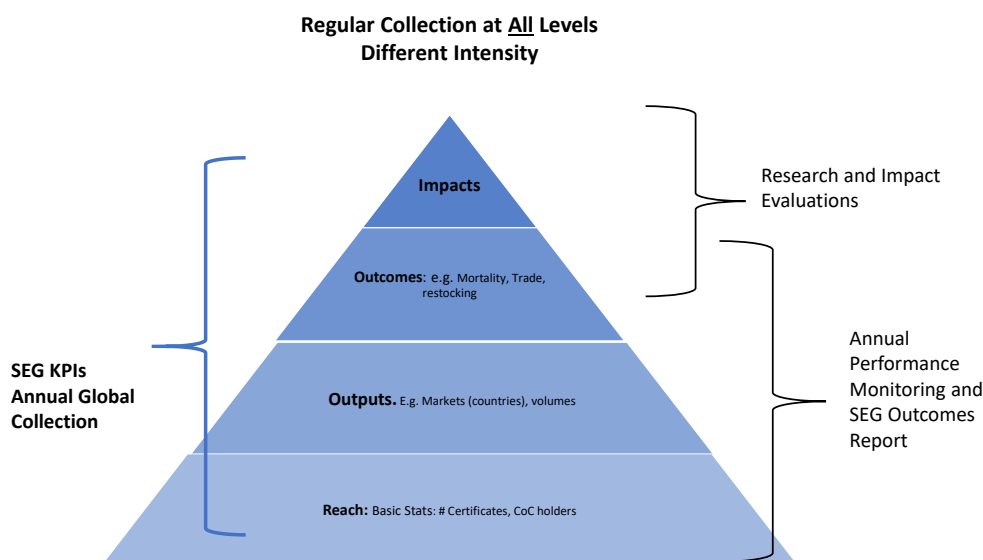 Regular Collection at All Levels
Different Intensity
Impacts
Research and Impact
Evaluations
Outcomes: e.g. Mortality, Trade,
restocking
SEG KPIs
Annual Global
Collection
Annual
Performance
Monitoring and
SEG Outcomes
Report
Outputs. E.g. Markets (countries), volumes
Reach: Basic Stats: # Certificates, CoC holders